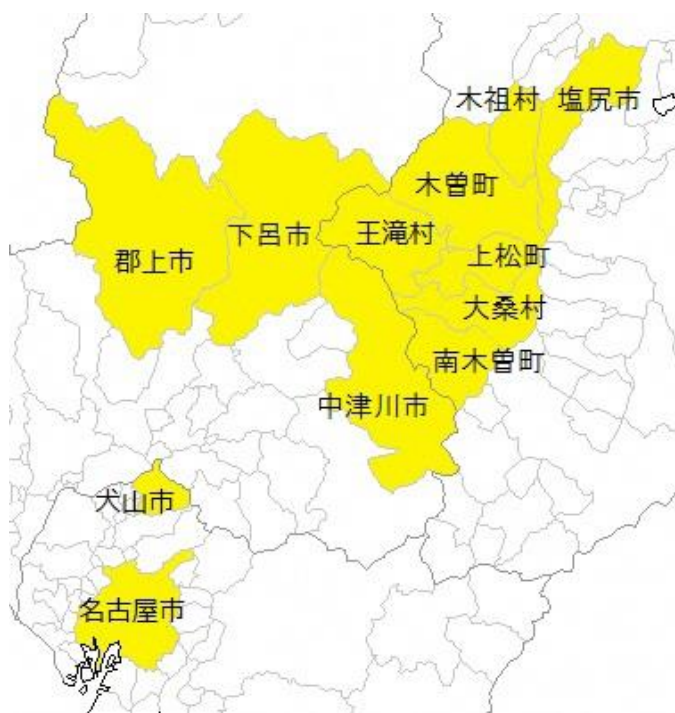 木祖村
塩尻市
木曽町
王滝村
下呂市
郡上市
上松町
大桑村
南木曽町
中津川市
犬山市
名古屋市